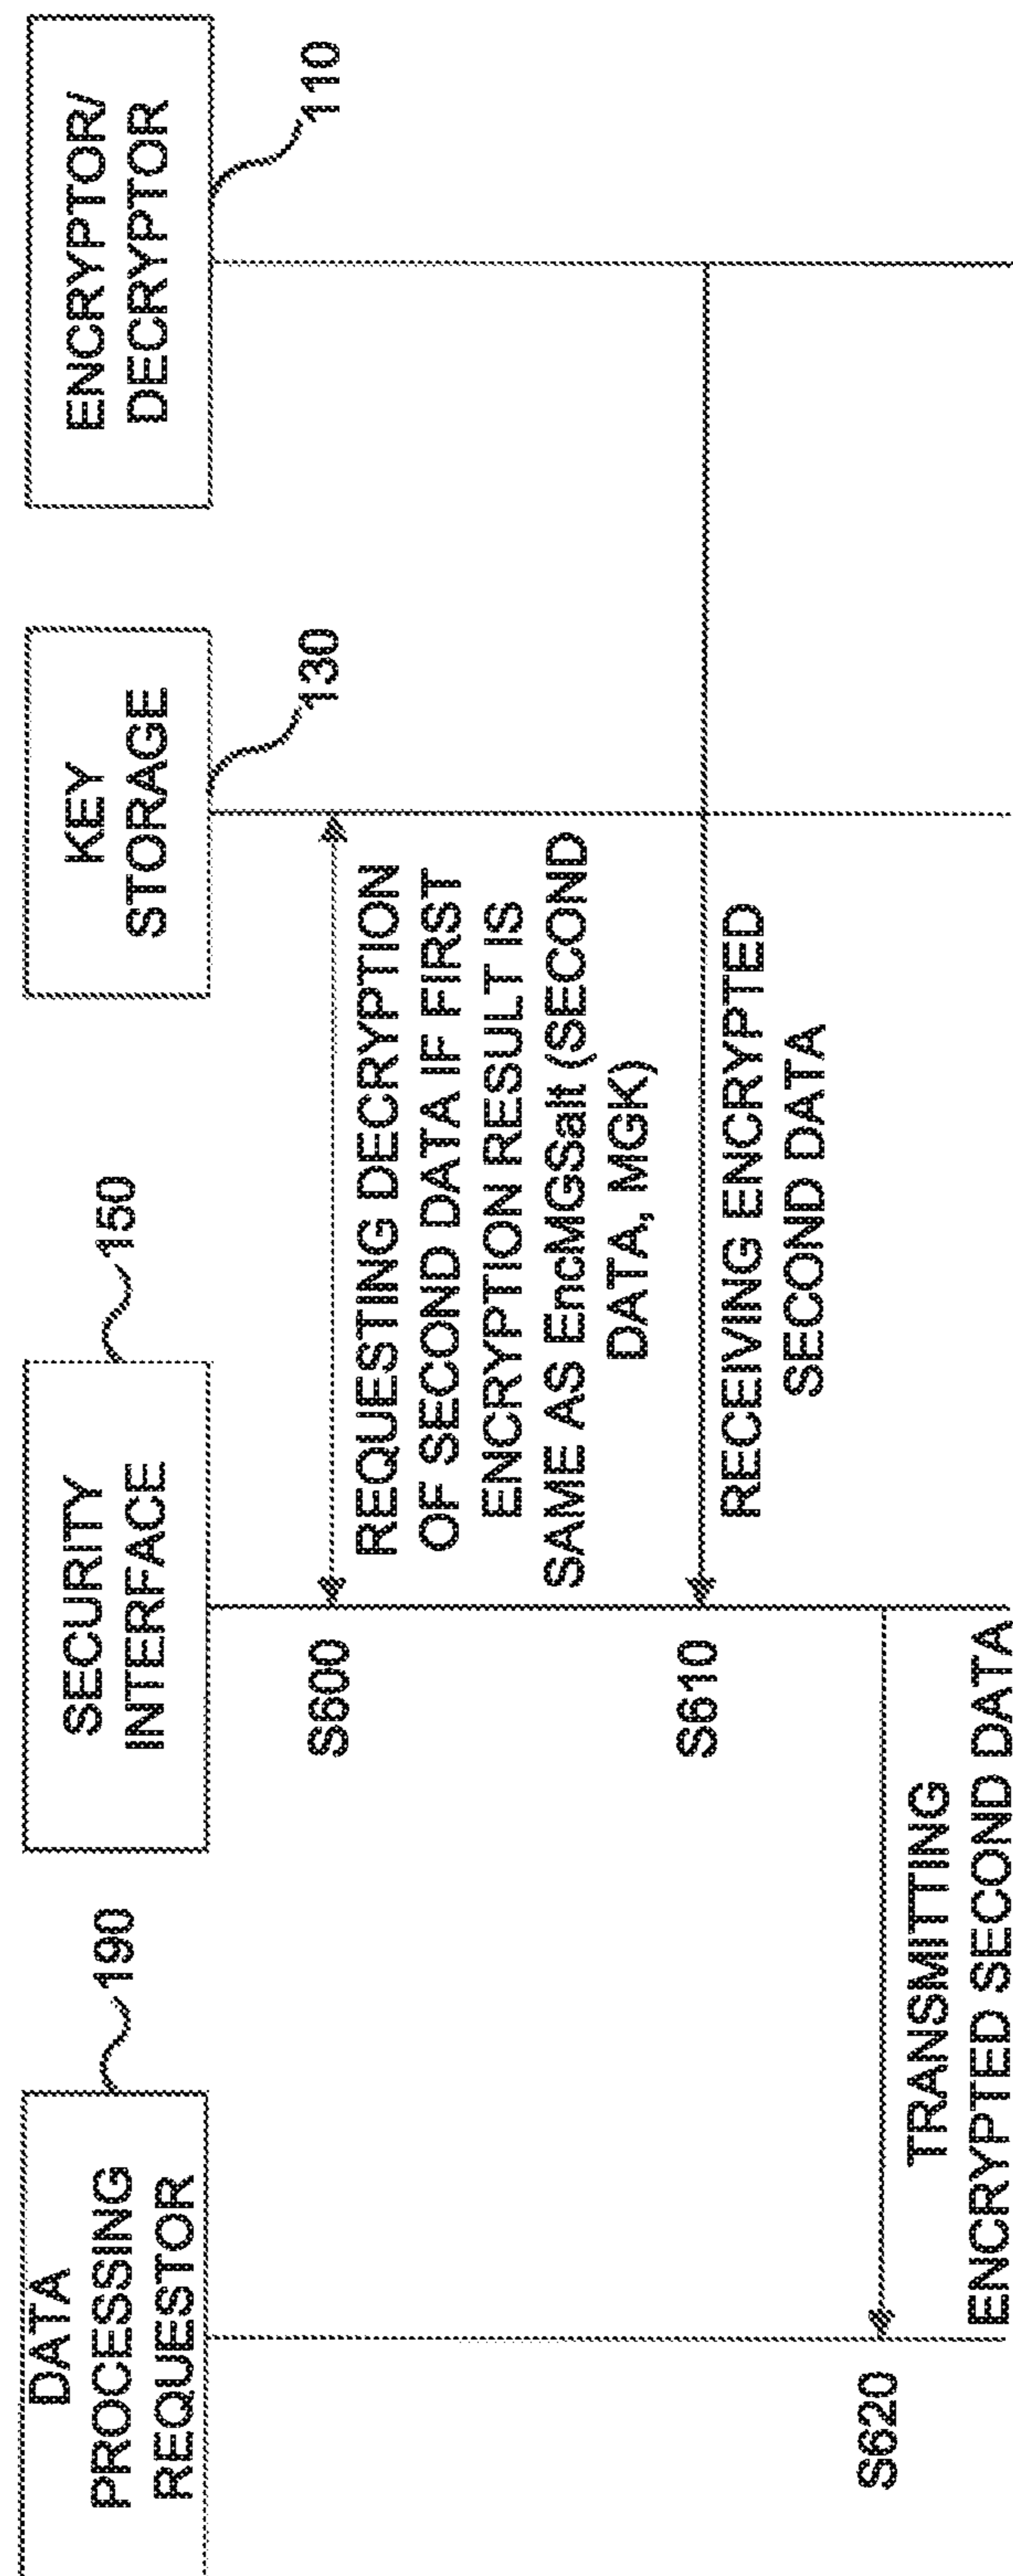 DATA
PROCESSING
REQUESTOR
190
SECURITY
INTERFACE
150
KEY
STORAGE
130
ENCRYPTOR/
DECRYPTOR
110
S600
REQUESTING DECRYPTION
OF SECOND DATA IF FIRST
ENCRYPTION RESULT IS
SAME AS EncMGSalt (SECOND
DATA, MGK)
S610
RECEIVING ENCRYPTED
SECOND DATA
S620
TRANSMITTING
ENCRYPTED SECOND DATA